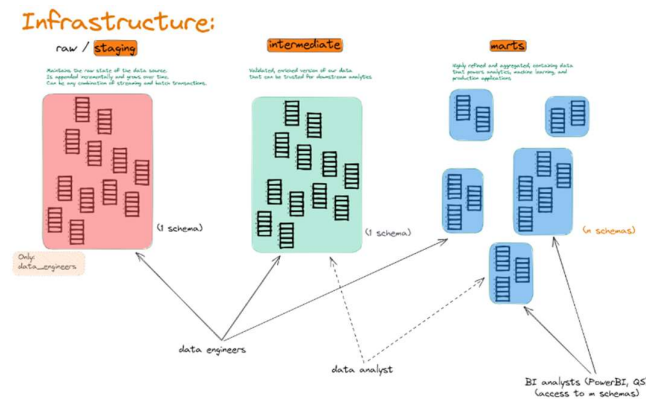 Infrastructure:
raw / staging
Maintains the raw state of the data source.
Is appended incrementally and grows over time.
Can be any combination of streaming and batch transactions.
(1 schema)
Only:
data_engineers
intermediate
Validated, enriched version of our data
that can be trusted for downstream analytics
(1 schema)
marts
Highly refined and aggregated, containing data
that powers analytics, machine learning, and
production applications
(n schemas)
data engineers
data analyst
BI analysts (PowerBI, QS
(access to m schemas)